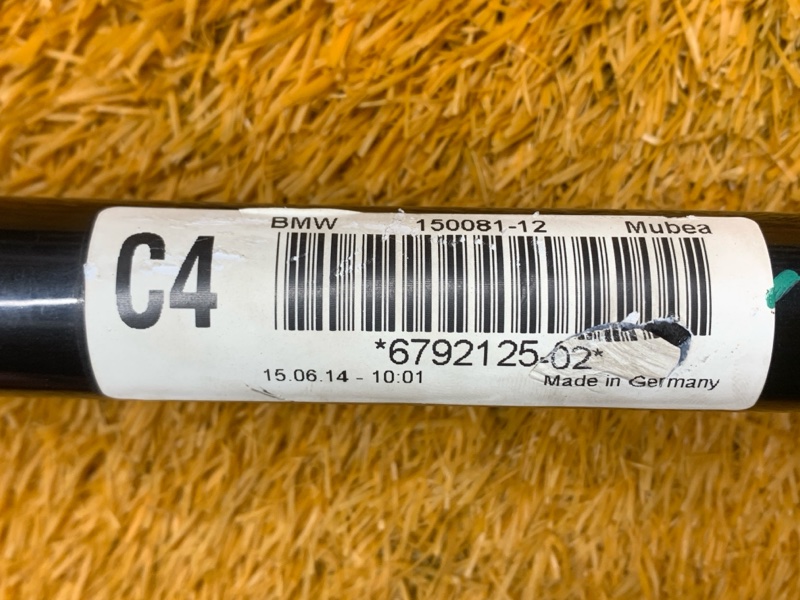 BMW 150081-12 Mubea
C4
*6792125-02*
15.06.14 - 10:01
Made in Germany